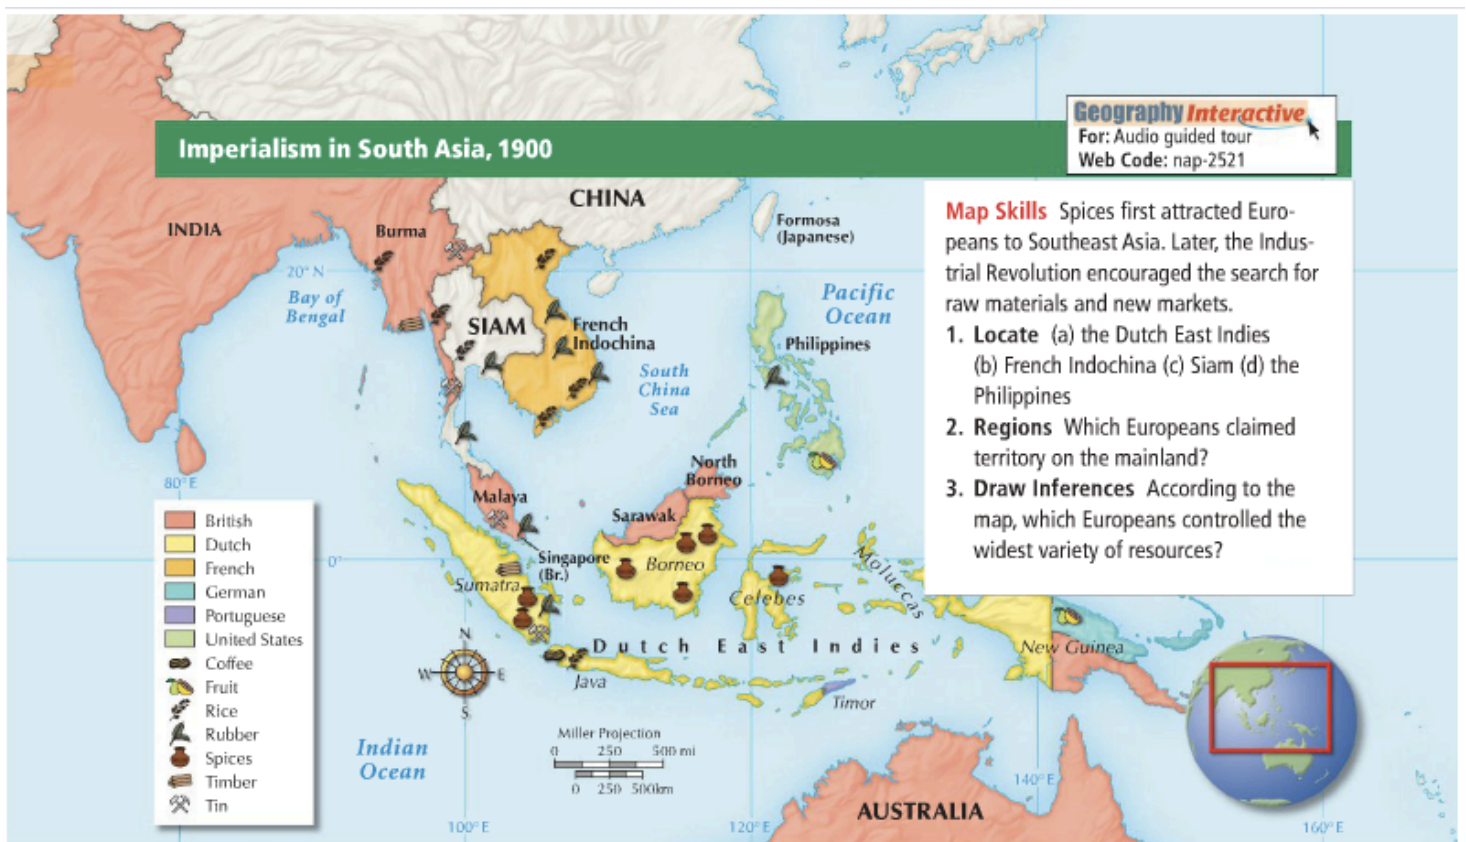 Geography Interactive
For: Audio guided tour
Web Code: nap-2521
Imperialism in South Asia, 1900
Map Skills Spices first attracted Euro-
peans to Southeast Asia. Later, the Indus-
trial Revolution encouraged the search for
raw materials and new markets.
1. Locate (a) the Dutch East Indies
(b) French Indochina (c) Siam (d) the
Philippines
2. Regions Which Europeans claimed
territory on the mainland?
3. Draw Inferences According to the
map, which Europeans controlled the
widest variety of resources?
CHINA
INDIA
Burma
Formosa
(Japanese)
20° N
Bay of
Bengal
Pacific
Ocean
SIAM
French
Indochina
Philippines
South
China
Sea
80° E
North
Borneo
Malaya
Sarawak
0°
Singapore
(Br.)
Sumatra
Borneo
Celebes
Moluccas
Dutch East Indies
New Guinea
Java
Timor
N
W E
S
Indian
Ocean
Miller Projection
0 250 500 mi
0 250 500km
140° E
AUSTRALIA
100° E
120° E
160° E
British
Dutch
French
German
Portuguese
United States
Coffee
Fruit
Rice
Rubber
Spices
Timber
Tin